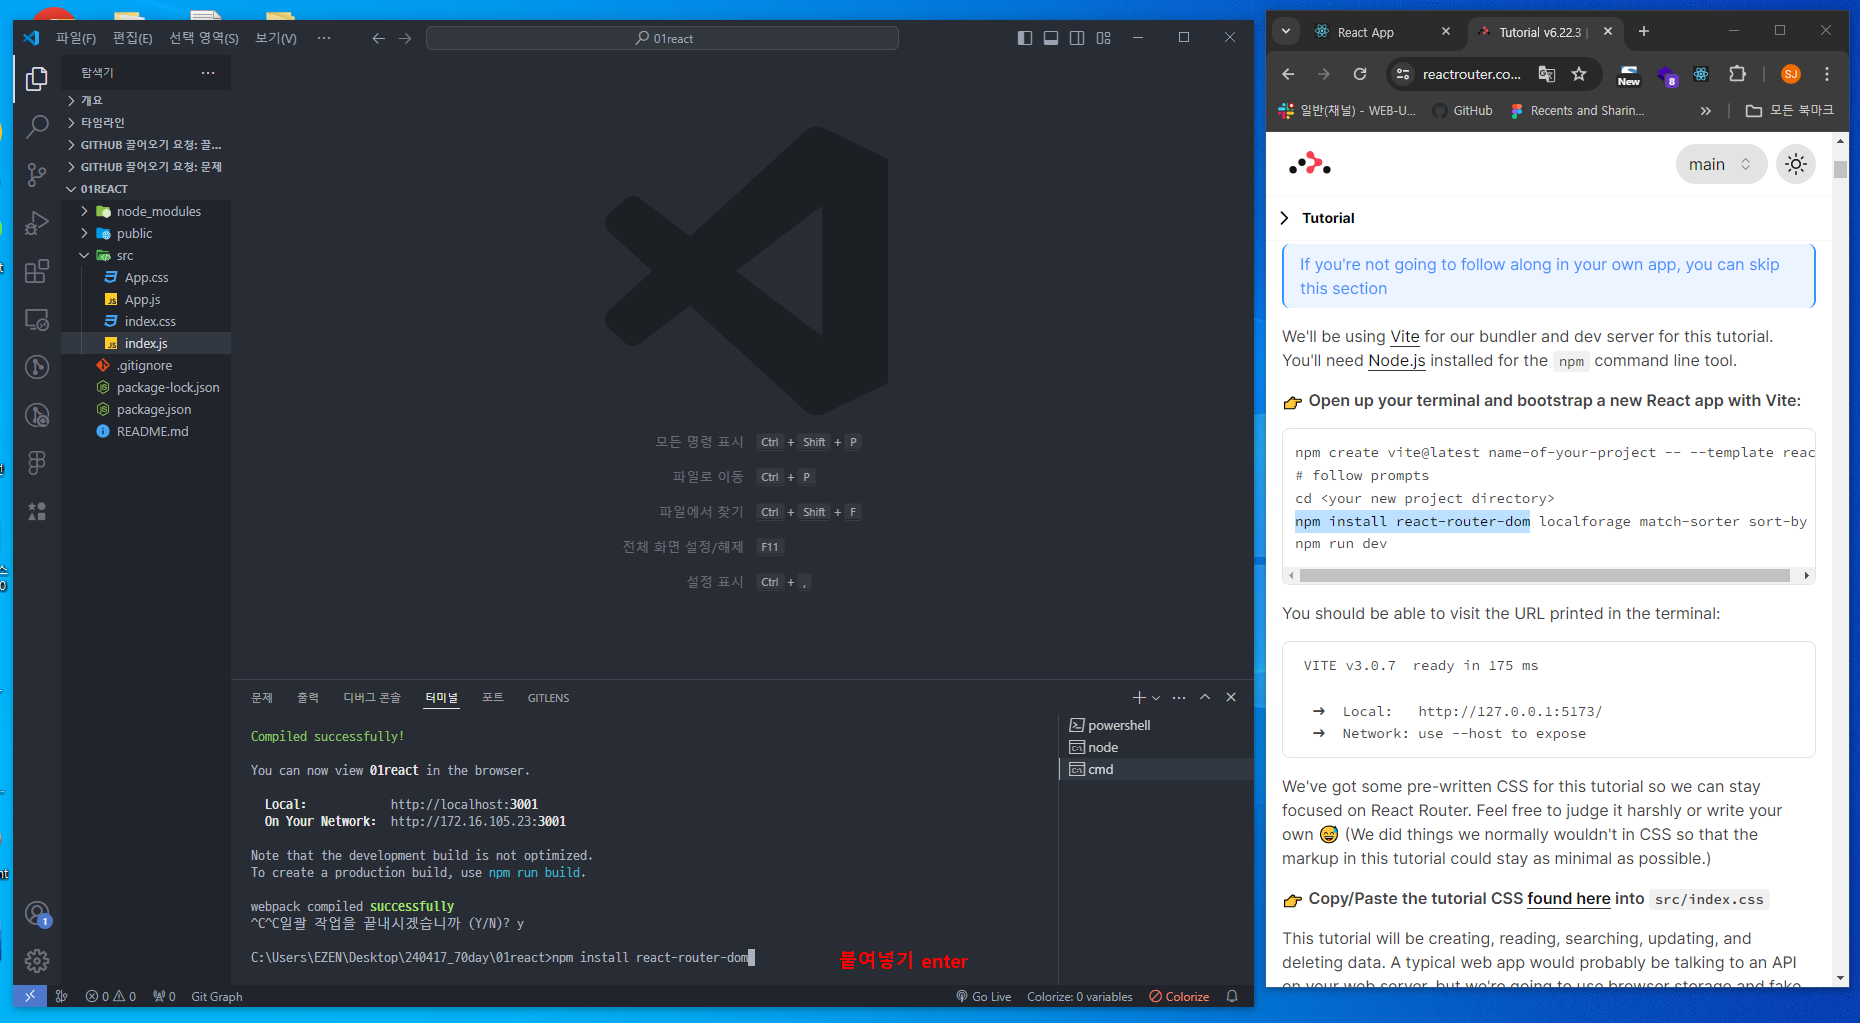 파일(F) 편집(E) 선택 영역(S) 보기(V) ··· 01react
탐색기 ···
개요
타임라인
GITHUB 끌어오기 요청: 끌...
GITHUB 끌어오기 요청: 문제
01REACT
node_modules
public
src
App.css
App.js
index.css
index.js
.gitignore
package-lock.json
package.json
README.md
1
모든 명령 표시 Ctrl + Shift + P
파일로 이동 Ctrl + P
파일에서 찾기 Ctrl + Shift + F
전체 화면 설정/해제 F11
설정 표시 Ctrl + ,
문제 출력 디버그 콘솔 터미널 포트 GITLENS
Compiled successfully!
You can now view 01react in the browser.
Local: http://localhost:3001
On Your Network: http://172.16.105.23:3001
Note that the development build is not optimized.
To create a production build, use npm run build.
webpack compiled successfully
^C^C일괄 작업을 끝내시겠습니까 (Y/N)? y
C:\Users\EZEN\Desktop\240417_70day\01react>npm install react-router-dom
붙여넣기 enter
powershell
node
cmd
0 0 0 Git Graph Go Live Colorize: 0 variables Colorize
React App Tutorial v6.22.3 |
reactrouter.co... New 8 SJ
일반(채널) - WEB-U... GitHub Recents and Sharin... » 모든 북마크
main
Tutorial
If you're not going to follow along in your own app, you can skip
this section
We'll be using Vite for our bundler and dev server for this tutorial.
You'll need Node.js installed for the npm command line tool.
👉 Open up your terminal and bootstrap a new React app with Vite:
npm create vite@latest name-of-your-project -- --template reac
# follow prompts
cd <your new project directory>
npm install react-router-dom localforage match-sorter sort-by
npm run dev
You should be able to visit the URL printed in the terminal:
VITE v3.0.7 ready in 175 ms
➜ Local: http://127.0.0.1:5173/
➜ Network: use --host to expose
We've got some pre-written CSS for this tutorial so we can stay
focused on React Router. Feel free to judge it harshly or write your
own 😅 (We did things we normally wouldn't in CSS so that the
markup in this tutorial could stay as minimal as possible.)
👉 Copy/Paste the tutorial CSS found here into src/index.css
This tutorial will be creating, reading, searching, updating, and
deleting data. A typical web app would probably be talking to an API
on your web server, but we're going to use browser storage and fake